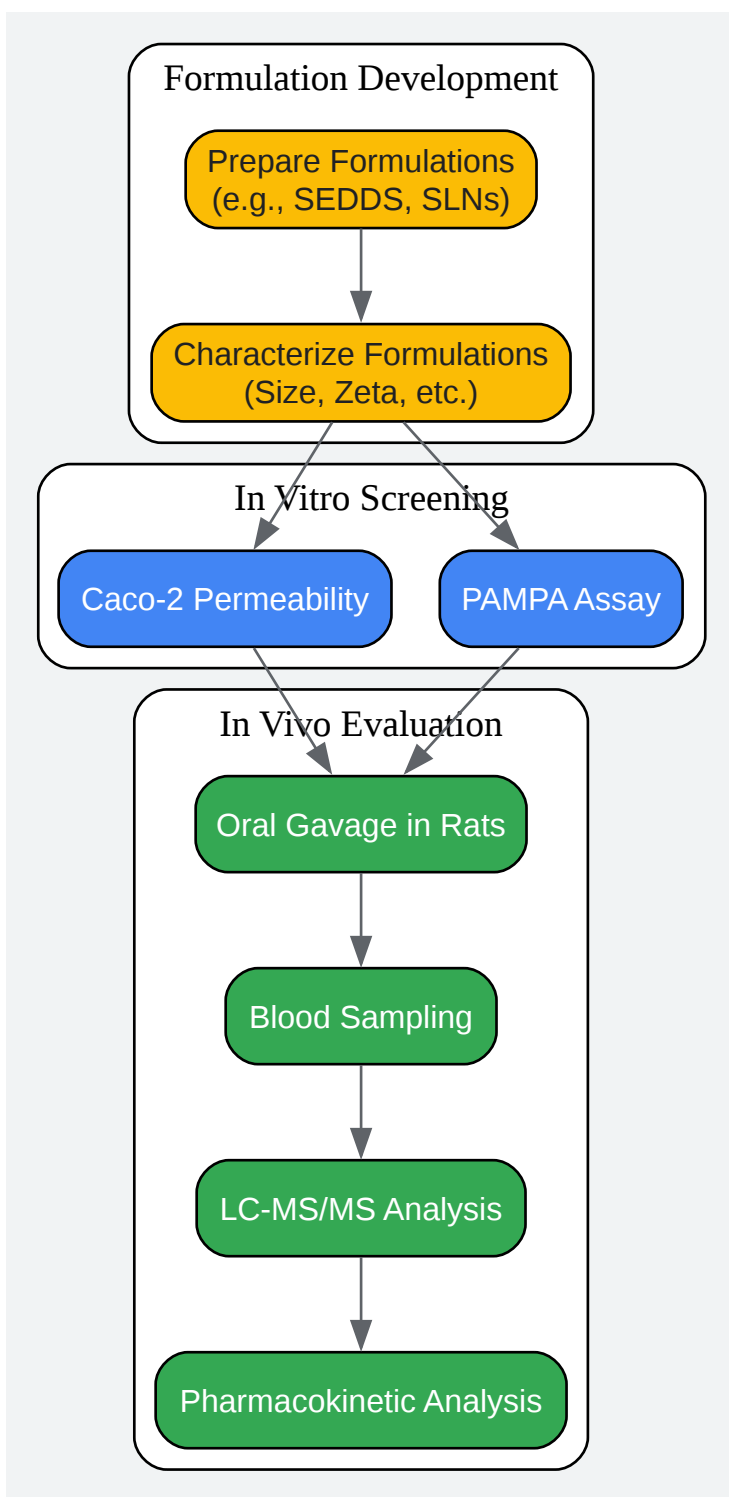 Formulation Development
Prepare Formulations
(e.g., SEDDS, SLNs)
Characterize Formulations
(Size, Zeta, etc.)
In Vitro Screening
Caco-2 Permeability
PAMPA Assay
In Vivo Evaluation
Oral Gavage in Rats
Blood Sampling
LC-MS/MS Analysis
Pharmacokinetic Analysis